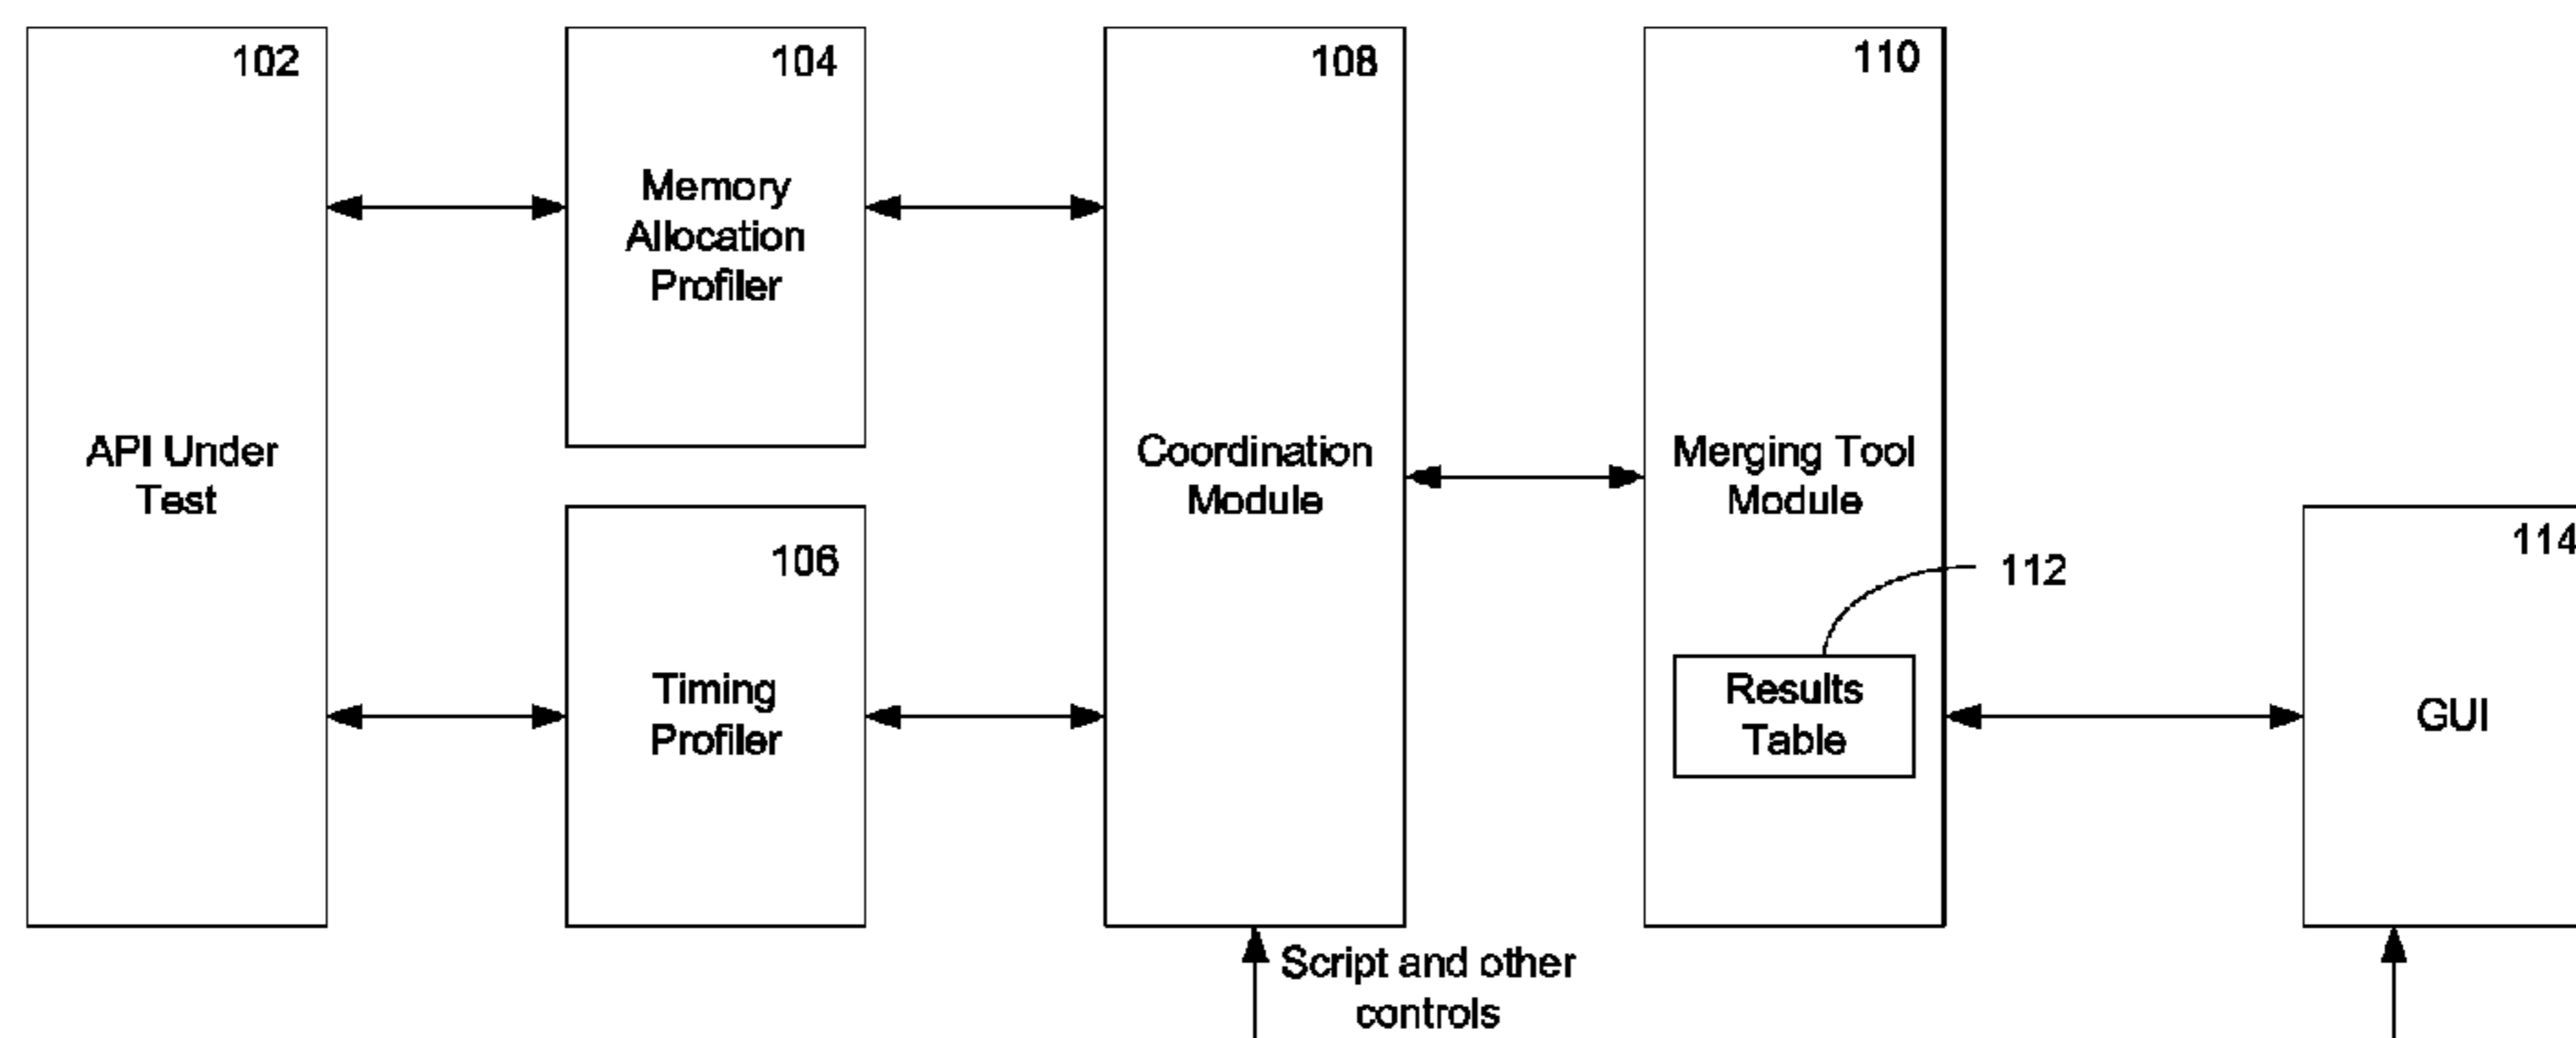 102
API Under
Test
104
Memory
Allocation
Profiler
106
Timing
Profiler
108
Coordination
Module
Script and other
controls
110
Merging Tool
Module
112
Results
Table
114
GUI